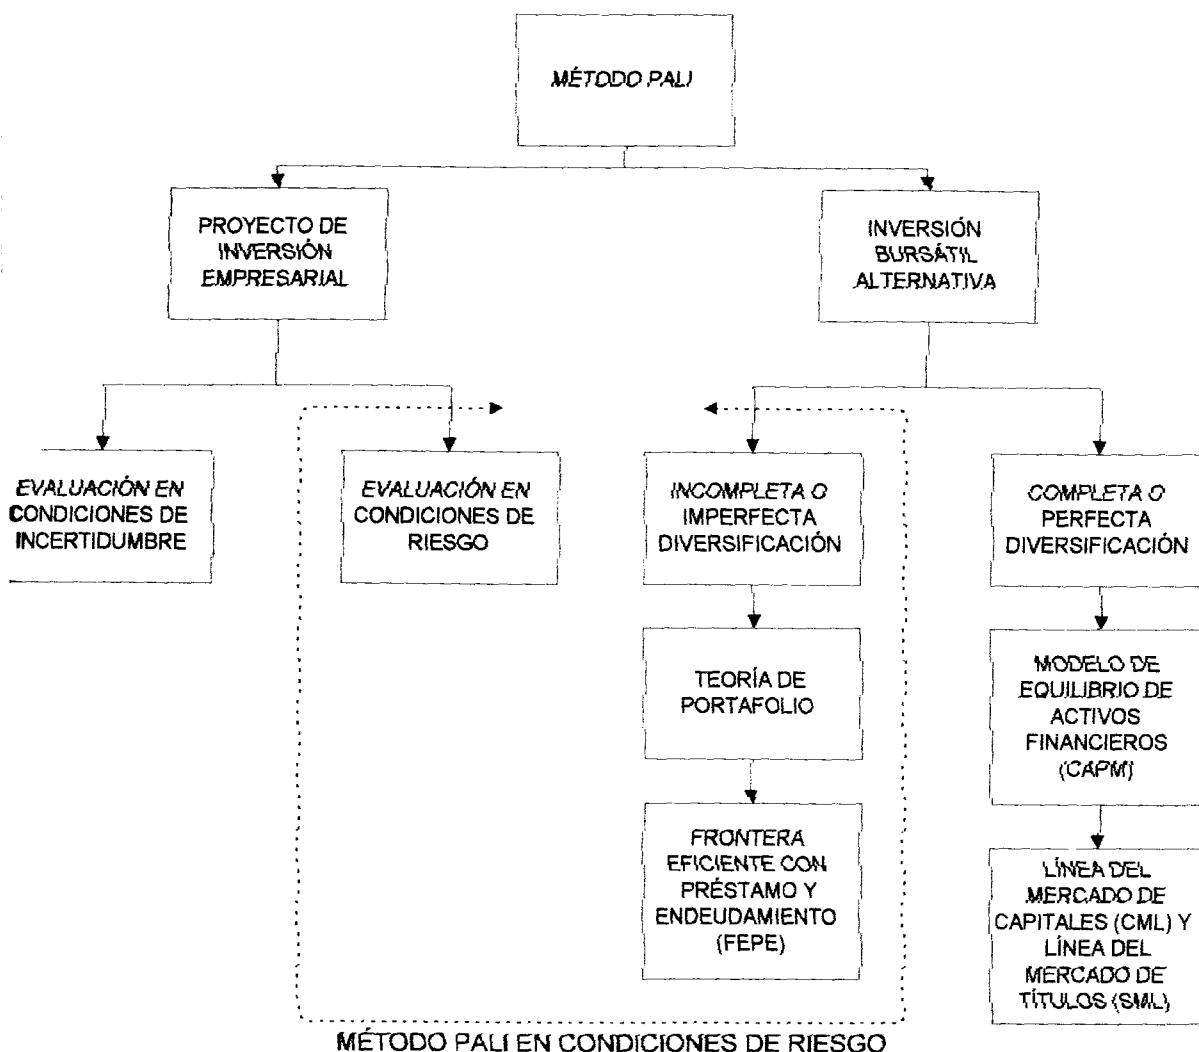 MÉTODO PALI
PROYECTO DE
INVERSIÓN
EMPRESARIAL
INVERSIÓN
BURSÁTIL
ALTERNATIVA
EVALUACIÓN EN
CONDICIONES DE
INCERTIDUMBRE
EVALUACIÓN EN
CONDICIONES DE
RIESGO
INCOMPLETA O
IMPERFECTA
DIVERSIFICACIÓN
COMPLETA O
PERFECTA
DIVERSIFICACIÓN
TEORÍA DE
PORTAFOLIO
MODELO DE
EQUILIBRIO DE
ACTIVOS
FINANCIEROS
(CAPM)
FRONTERA
EFICIENTE CON
PRÉSTAMO Y
ENDEUDAMIENTO
(FEPE)
LÍNEA DEL
MERCADO DE
CAPITALES (CML) Y
LÍNEA DEL
MERCADO DE
TÍTULOS (SML)
MÉTODO PALI EN CONDICIONES DE RIESGO